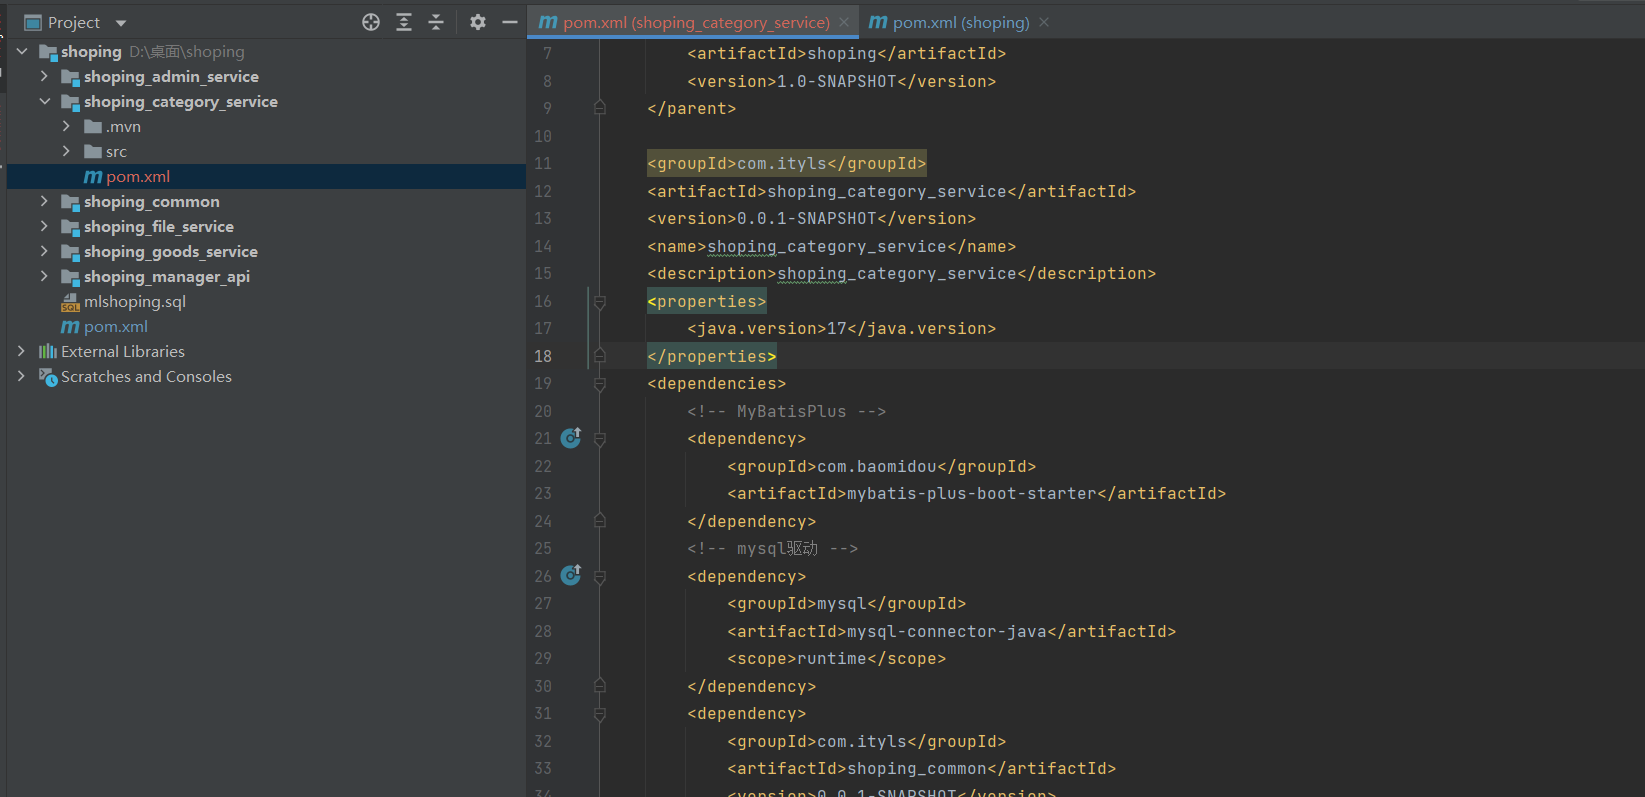 Project
shoping D:\桌面\shoping
shoping_admin_service
shoping_category_service
.mvn
src
pom.xml
shoping_common
shoping_file_service
shoping_goods_service
shoping_manager_api
mlshoping.sql
pom.xml
External Libraries
Scratches and Consoles
pom.xml (shoping_category_service)
pom.xml (shoping)
7 <artifactId>shoping</artifactId>
8 <version>1.0-SNAPSHOT</version>
9 </parent>
10
11 <groupId>com.ityls</groupId>
12 <artifactId>shoping_category_service</artifactId>
13 <version>0.0.1-SNAPSHOT</version>
14 <name>shoping_category_service</name>
15 <description>shoping_category_service</description>
16 <properties>
17 <java.version>17</java.version>
18 </properties>
19 <dependencies>
20 <!-- MyBatisPlus -->
21 <dependency>
22 <groupId>com.baomidou</groupId>
23 <artifactId>mybatis-plus-boot-starter</artifactId>
24 </dependency>
25 <!-- mysql驱动 -->
26 <dependency>
27 <groupId>mysql</groupId>
28 <artifactId>mysql-connector-java</artifactId>
29 <scope>runtime</scope>
30 </dependency>
31 <dependency>
32 <groupId>com.ityls</groupId>
33 <artifactId>shoping_common</artifactId>
34 <version>0.0.1-SNAPSHOT</version>